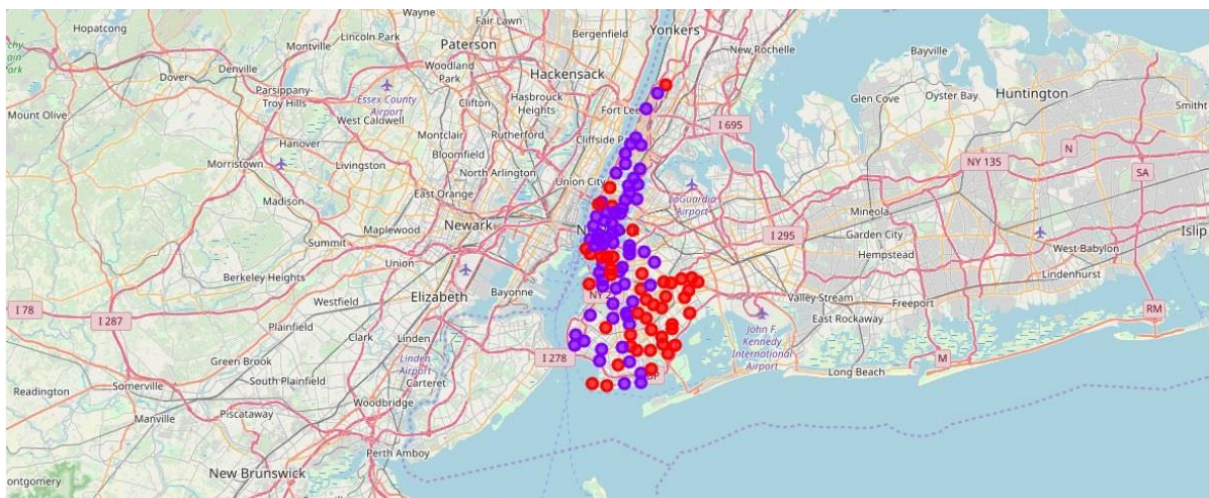 Hopatcong
Wayne
Fair Lawn
Bergenfield
Yonkers
Lincoln Park
Montville
Paterson
New Rochelle
Bayville
Denville
Dover
Woodland
Park
Hackensack
Parsippany-
Troy Hills
Essex County
Airport
Clifton
Hasbrouck
Heights
Fort Lee
Glen Cove
Oyster Bay
Huntington
Smitht
Mount Olive
West Caldwell
Montclair
Rutherford
Cliffside
I 695
Hanover
Bloomfield
Morristown
Livingston
North Arlington
Union City
NY 135
N
SA
East Orange
LaGuardia
Airport
Madison
Mineola
Newark
Maplewood
I 295
Garden City
Islip
Summit
Hempstead
West Babylon
Union
Berkeley Heights
Lindenhurst
Elizabeth
Bayonne
Valley Stream
Freeport
I 78
I 287
Westfield
East Rockaway
RM
Plainfield
Clark
Linden
John F.
Kennedy
International
Airport
Green Brook
I 278
M
Linden
Airport
Long Beach
Readington
Somerville
South Plainfield
Carteret
Manville
Piscataway
Woodbridge
Perth Amboy
New Brunswick
ontgomery